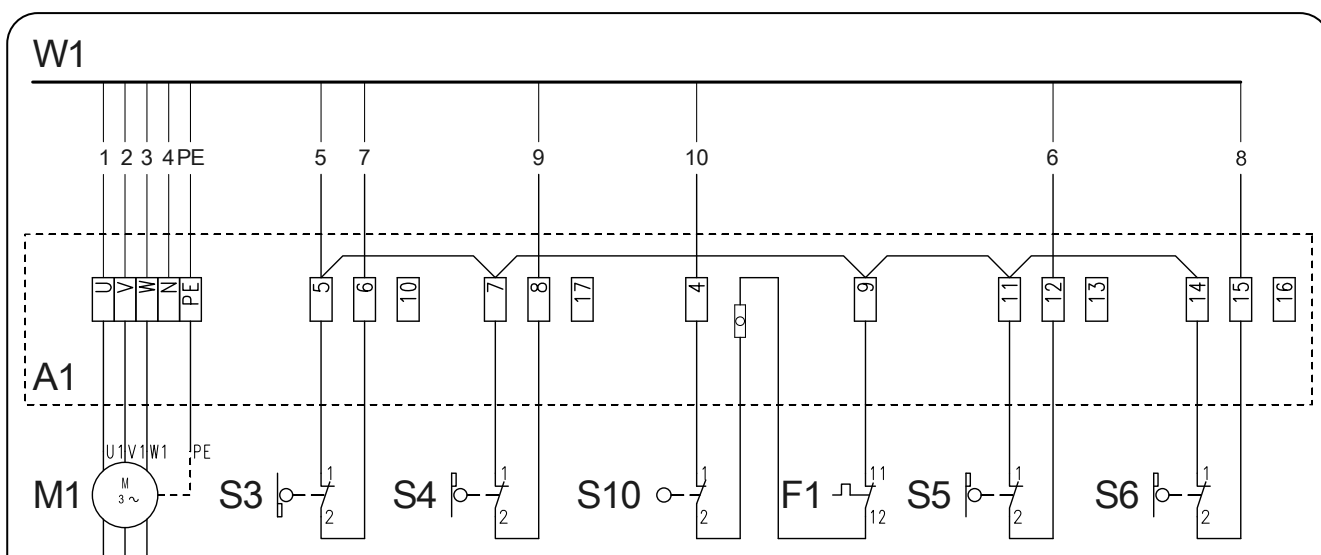 W1
1 2 3 4 PE 5 7 9 10 6 8
U V W N PE 5 6 10 7 8 17 4 9 11 12 13 14 15 16
A1
U1 V1 W1 PE
M1 M 3 ~ S3 1 2 S4 1 2 S10 1 2 F1 11 12 S5 1 2 S6 1 2